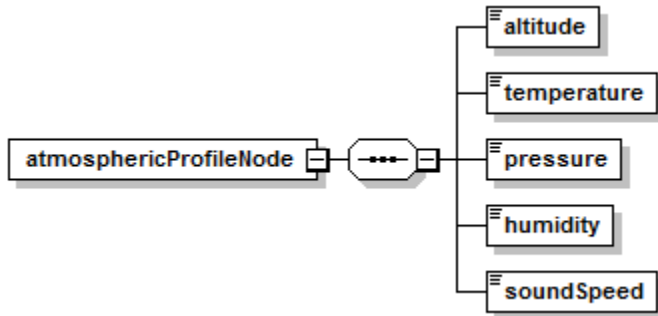 altitude
temperature
atmosphericProfileNode
pressure
humidity
soundSpeed